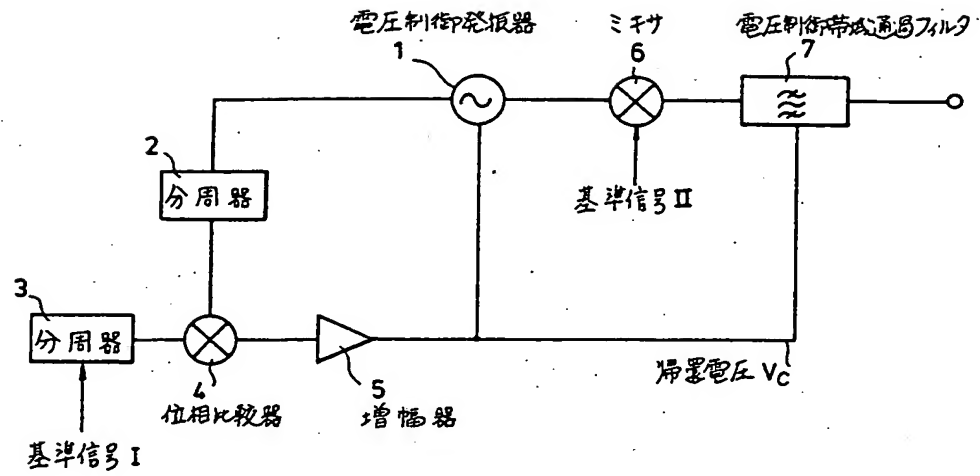 電圧制御発振器
1
ミキサ
6
電圧制御帯域通過フィルタ
7
2
分周器
基準信号II
3
分周器
4
位相比較器
5
増幅器
帰還電圧 Vc
基準信号 I